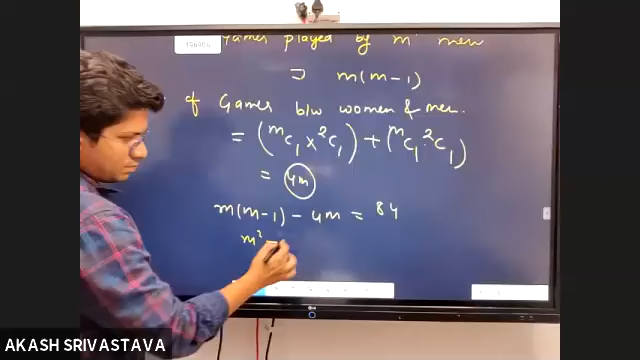 Games played by m men
⊃ m(m-1)
of Games b/w women & men.
= (ᵐC₁ × ²C₁) + (ᵐC₁ · ²C₁)
= 4m
m(m-1) - 4m = 84
m² -
AKASH SRIVASTAVA